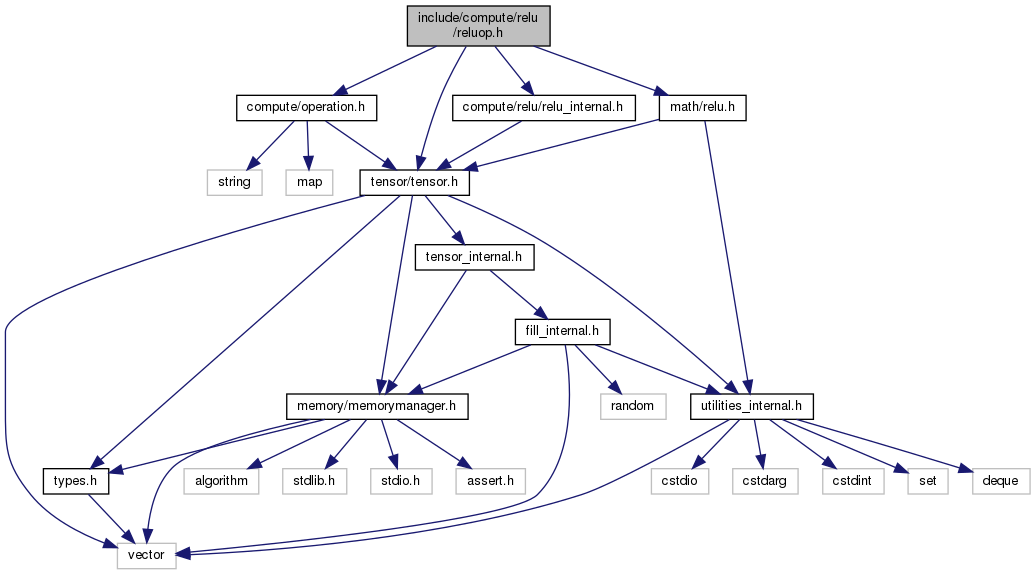 include/compute/relu
/reluop.h
compute/operation.h
compute/relu/relu_internal.h
math/relu.h
string
map
tensor/tensor.h
tensor_internal.h
fill_internal.h
memory/memorymanager.h
random
utilities_internal.h
types.h
algorithm
stdlib.h
stdio.h
assert.h
cstdio
cstdarg
cstdint
set
deque
vector